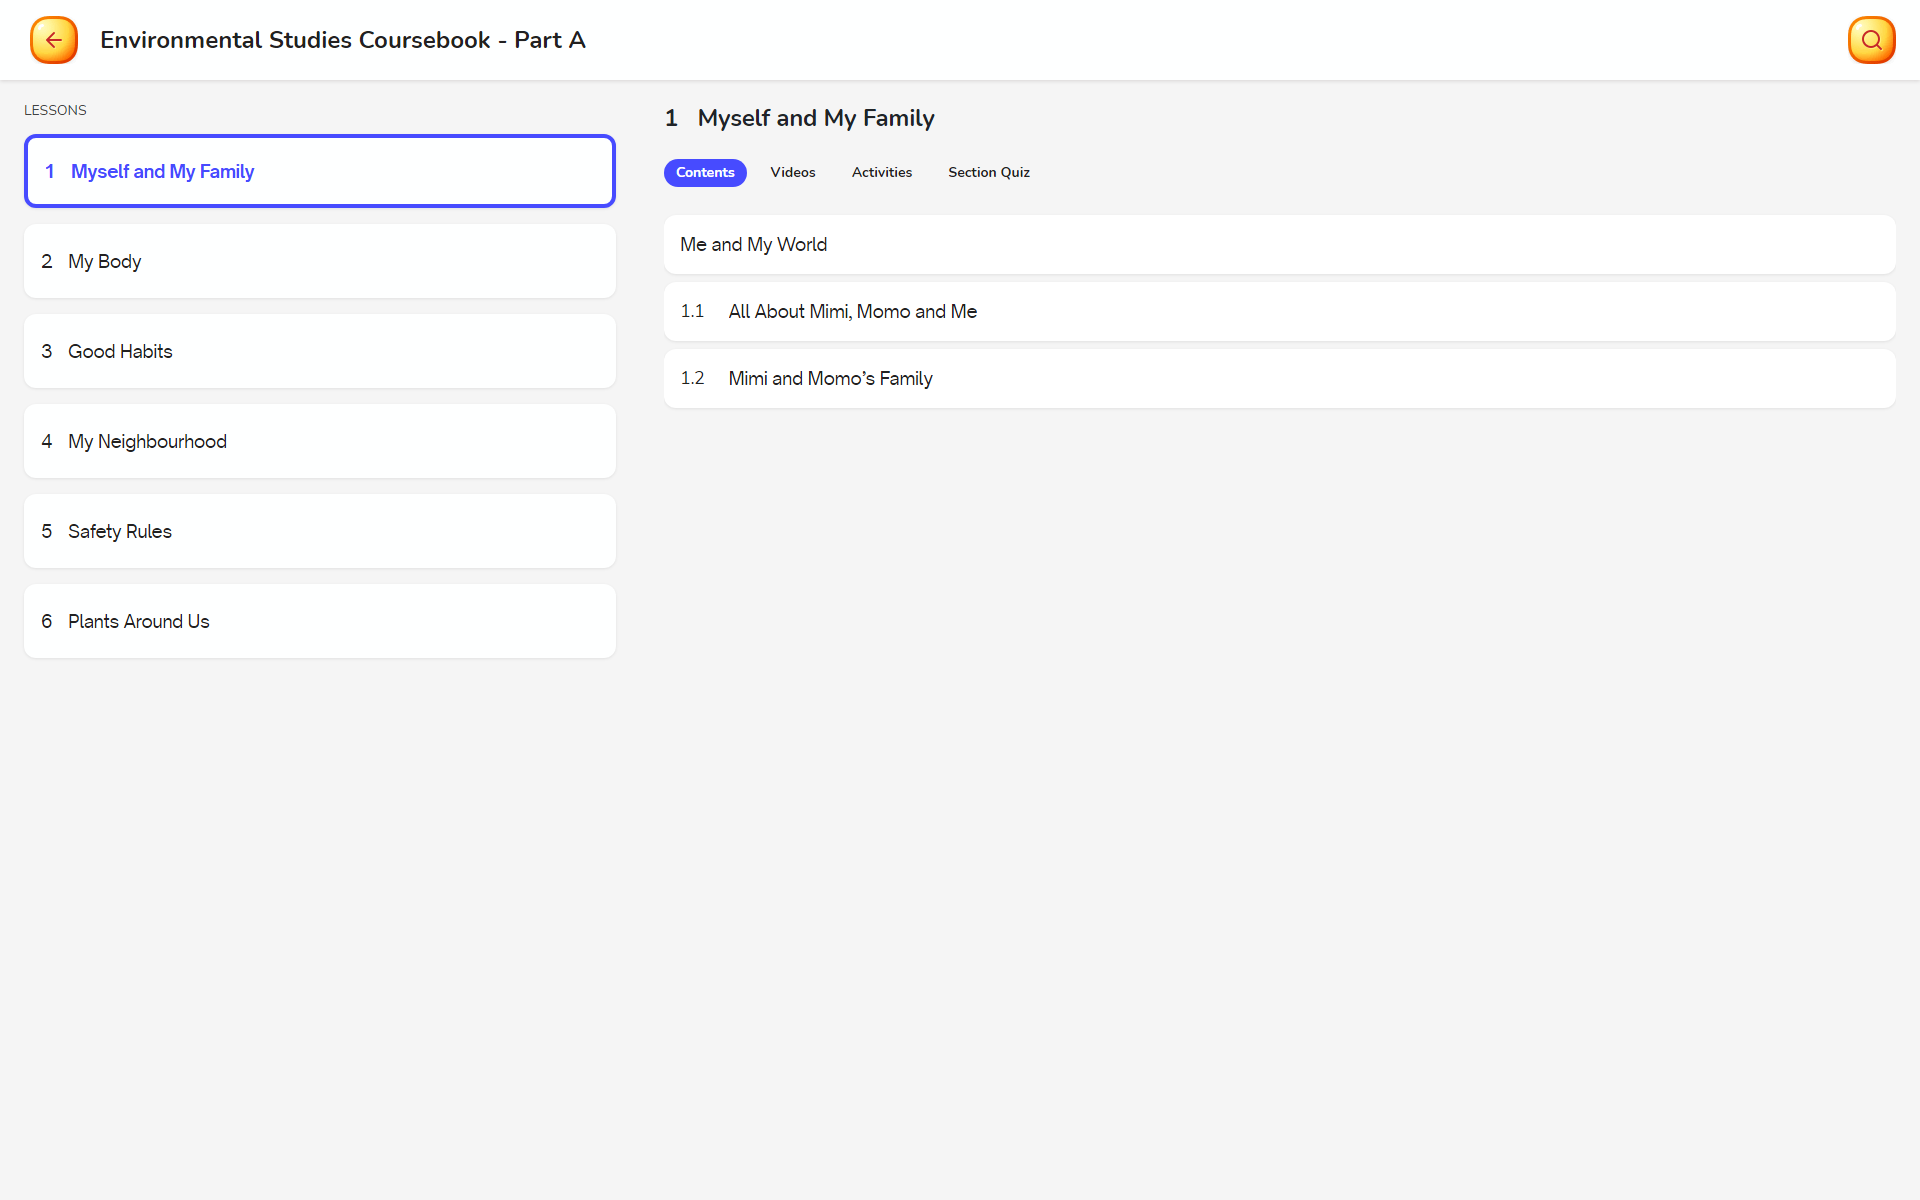 Environmental Studies Coursebook - Part A
LESSONS
1 Myself and My Family
2 My Body
3 Good Habits
4 My Neighbourhood
5 Safety Rules
6 Plants Around Us
1 Myself and My Family
Contents Videos Activities Section Quiz
Me and My World
1.1 All About Mimi, Momo and Me
1.2 Mimi and Momo’s Family